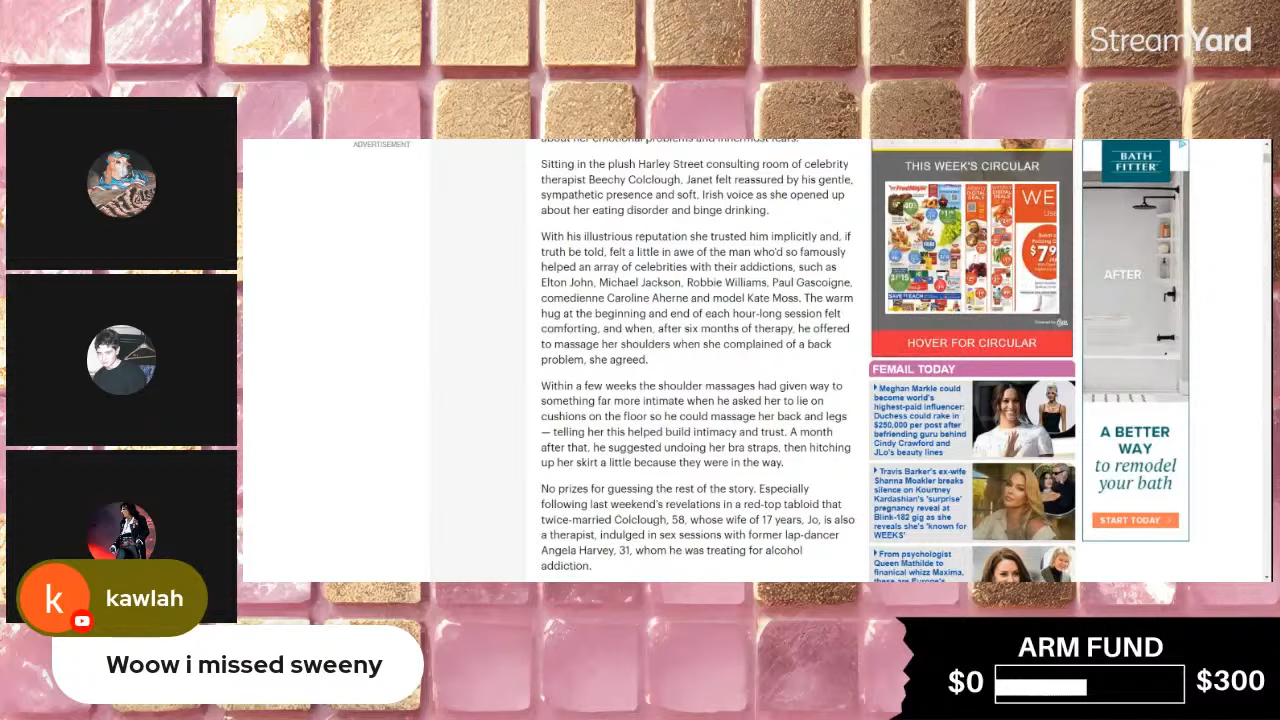 StreamYard
ADVERTISEMENT
about her emotional problems and innermost fears.
Sitting in the plush Harley Street consulting room of celebrity
therapist Beechy Colclough, Janet felt reassured by his gentle,
sympathetic presence and soft, Irish voice as she opened up
about her eating disorder and binge drinking.
With his illustrious reputation she trusted him implicitly and, if
truth be told, felt a little in awe of the man who'd so famously
helped an array of celebrities with their addictions, such as
Elton John, Michael Jackson, Robbie Williams, Paul Gascoigne,
comedienne Caroline Aherne and model Kate Moss. The warm
hug at the beginning and end of each hour-long session felt
comforting, and when, after six months of therapy, he offered
to massage her shoulders when she complained of a back
problem, she agreed.
Within a few weeks the shoulder massages had given way to
something far more intimate when he asked her to lie on
cushions on the floor so he could massage her back and legs
— telling her this helped build intimacy and trust. A month
after that, he suggested undoing her bra straps, then hitching
up her skirt a little because they were in the way.
No prizes for guessing the rest of the story. Especially
following last weekend's revelations in a red-top tabloid that
twice-married Colclough, 58, whose wife of 17 years, Jo, is also
a therapist, indulged in sex sessions with former lap-dancer
Angela Harvey, 31, whom he was treating for alcohol
addiction.
THIS WEEK'S CIRCULAR
WE
$79
HOVER FOR CIRCULAR
FEMAIL TODAY
Meghan Markle could
become world's
highest-paid influencer:
Duchess could rake in
$250,000 per post after
befriending guru behind
Cindy Crawford and
JLo's beauty lines
Travis Barker's ex-wife
Shanna Moakler breaks
silence on Kourtney
Kardashian's 'surprise'
pregnancy reveal at
Blink-182 gig as she
reveals she's 'known for
WEEKS'
From psychologist
Queen Mathilde to
finanical whizz Maxima,
these are Europe's
BATH
FITTER
AFTER
A BETTER
WAY
to remodel
your bath
START TODAY
k kawlah
Woow i missed sweeny
ARM FUND
$0 $300